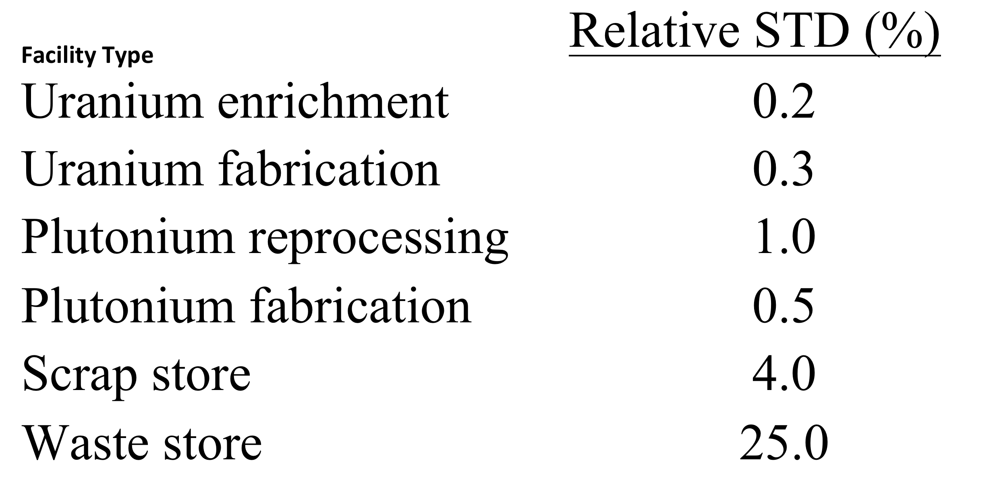 Facility Type Relative STD (%)
Uranium enrichment 0.2
Uranium fabrication 0.3
Plutonium reprocessing 1.0
Plutonium fabrication 0.5
Scrap store 4.0
Waste store 25.0